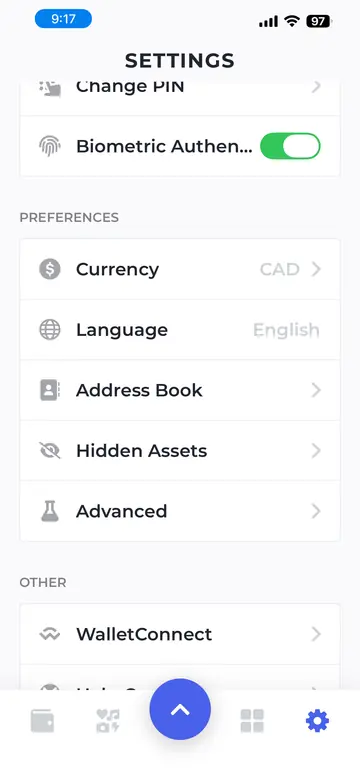 9:17
97
SETTINGS
Change PIN
Biometric Authen...
PREFERENCES
Currency CAD
Language English
Address Book
Hidden Assets
Advanced
OTHER
WalletConnect